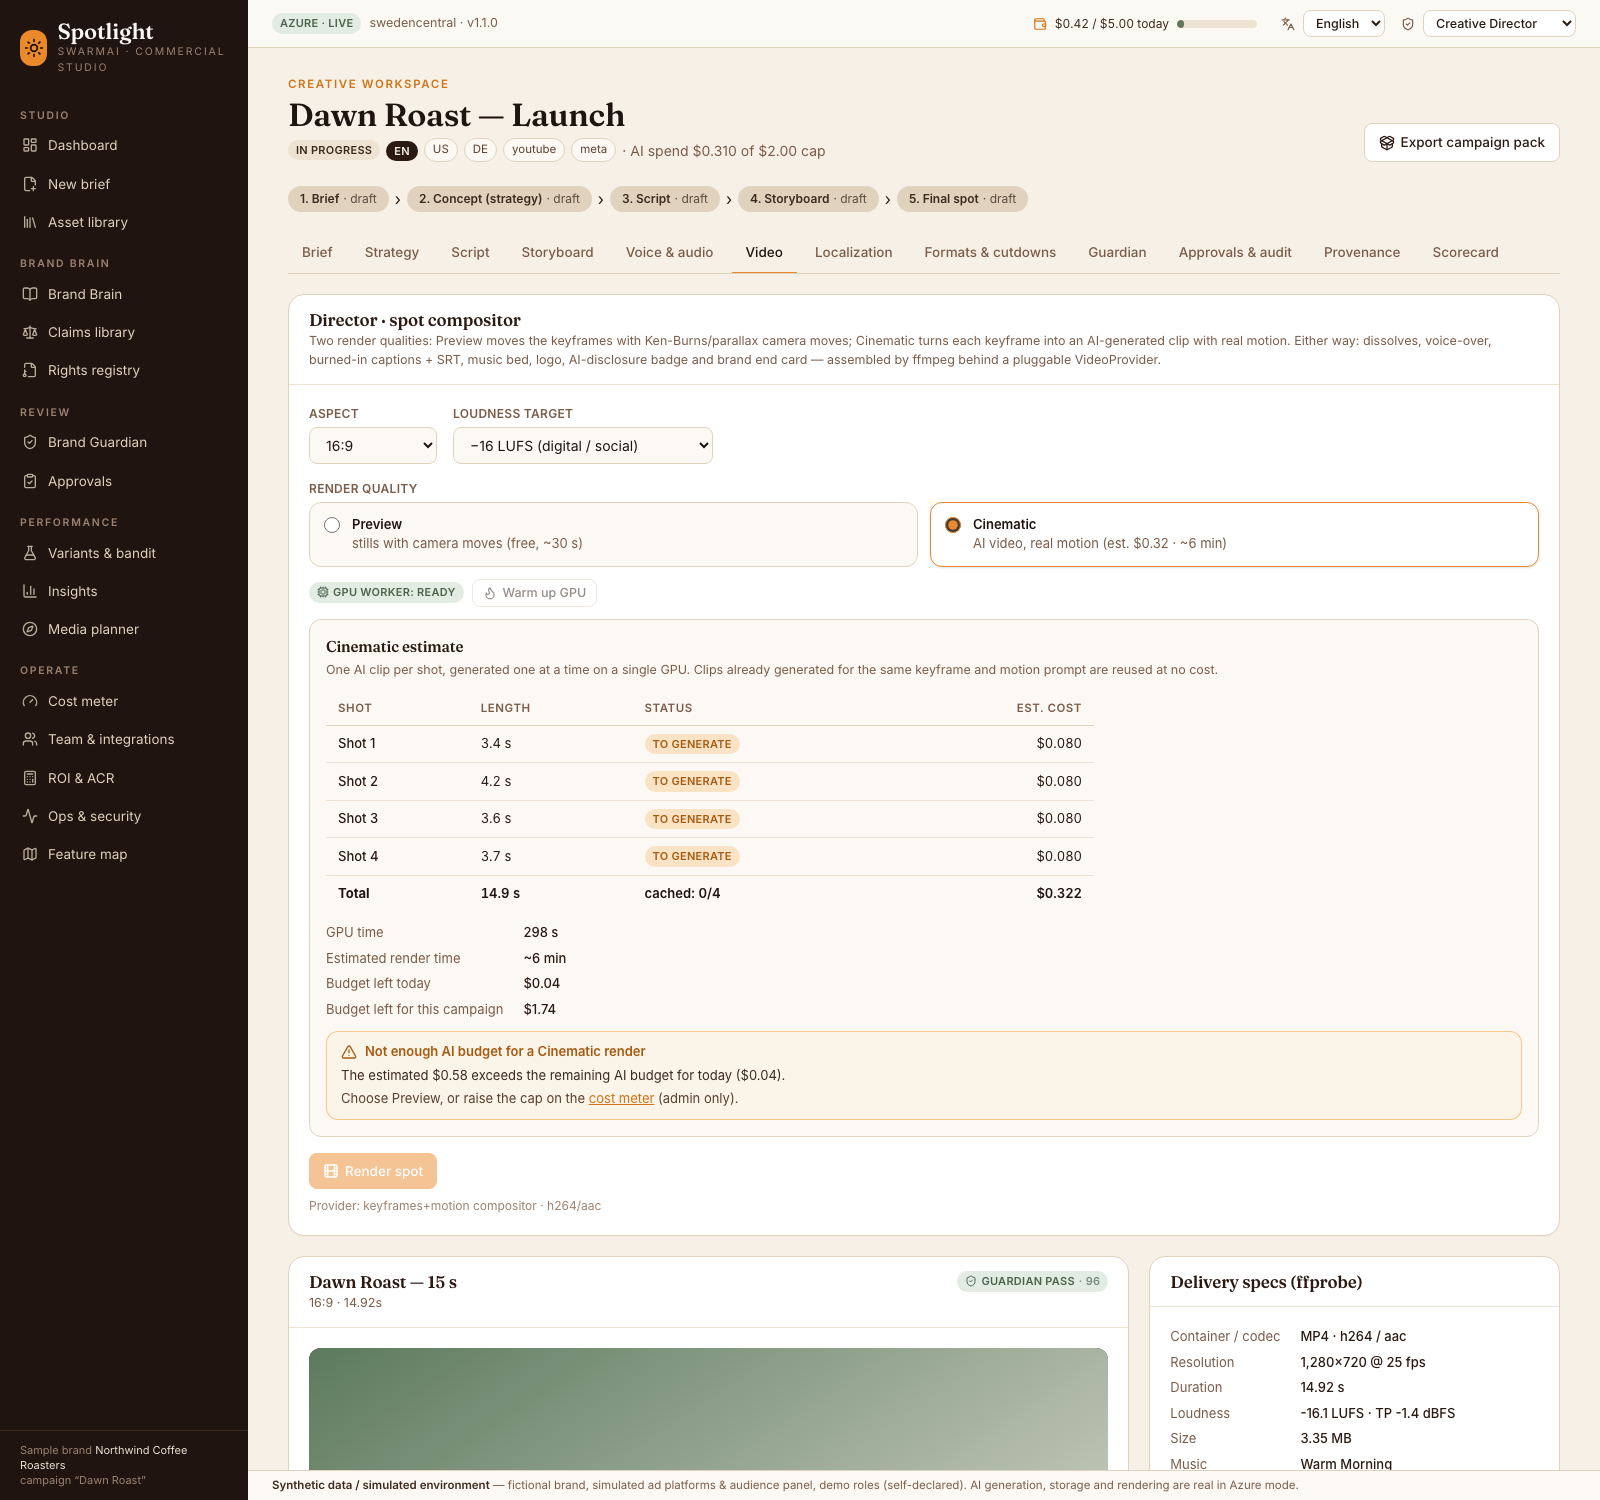 Spotlight
SWARMAI · COMMERCIAL
STUDIO
STUDIO
Dashboard
New brief
Asset library
BRAND BRAIN
Brand Brain
Claims library
Rights registry
REVIEW
Brand Guardian
Approvals
PERFORMANCE
Variants & bandit
Insights
Media planner
OPERATE
Cost meter
Team & integrations
ROI & ACR
Ops & security
Feature map
Sample brand Northwind Coffee
Roasters
campaign “Dawn Roast”
AZURE · LIVE swedencentral · v1.1.0
$0.42 / $5.00 today English Creative Director
CREATIVE WORKSPACE
Dawn Roast — Launch
IN PROGRESS EN US DE youtube meta · AI spend $0.310 of $2.00 cap
Export campaign pack
1. Brief · draft › 2. Concept (strategy) · draft › 3. Script · draft › 4. Storyboard · draft › 5. Final spot · draft
Brief Strategy Script Storyboard Voice & audio Video Localization Formats & cutdowns Guardian Approvals & audit Provenance Scorecard
Director · spot compositor
Two render qualities: Preview moves the keyframes with Ken-Burns/parallax camera moves; Cinematic turns each keyframe into an AI-generated clip with real motion. Either way: dissolves, voice-over,
burned-in captions + SRT, music bed, logo, AI-disclosure badge and brand end card — assembled by ffmpeg behind a pluggable VideoProvider.
ASPECT LOUDNESS TARGET
16:9 −16 LUFS (digital / social)
RENDER QUALITY
Preview
stills with camera moves (free, ~30 s)
Cinematic
AI video, real motion (est. $0.32 · ~6 min)
GPU WORKER: READY Warm up GPU
Cinematic estimate
One AI clip per shot, generated one at a time on a single GPU. Clips already generated for the same keyframe and motion prompt are reused at no cost.
SHOT LENGTH STATUS EST. COST
Shot 1 3.4 s TO GENERATE $0.080
Shot 2 4.2 s TO GENERATE $0.080
Shot 3 3.6 s TO GENERATE $0.080
Shot 4 3.7 s TO GENERATE $0.080
Total 14.9 s cached: 0/4 $0.322
GPU time 298 s
Estimated render time ~6 min
Budget left today $0.04
Budget left for this campaign $1.74
Not enough AI budget for a Cinematic render
The estimated $0.58 exceeds the remaining AI budget for today ($0.04).
Choose Preview, or raise the cap on the cost meter (admin only).
Render spot
Provider: keyframes+motion compositor · h264/aac
Dawn Roast — 15 s
16:9 · 14.92s
GUARDIAN PASS · 96
Delivery specs (ffprobe)
Container / codec MP4 · h264 / aac
Resolution 1,280×720 @ 25 fps
Duration 14.92 s
Loudness -16.1 LUFS · TP -1.4 dBFS
Size 3.35 MB
Music Warm Morning
Synthetic data / simulated environment — fictional brand, simulated ad platforms & audience panel, demo roles (self-declared). AI generation, storage and rendering are real in Azure mode.